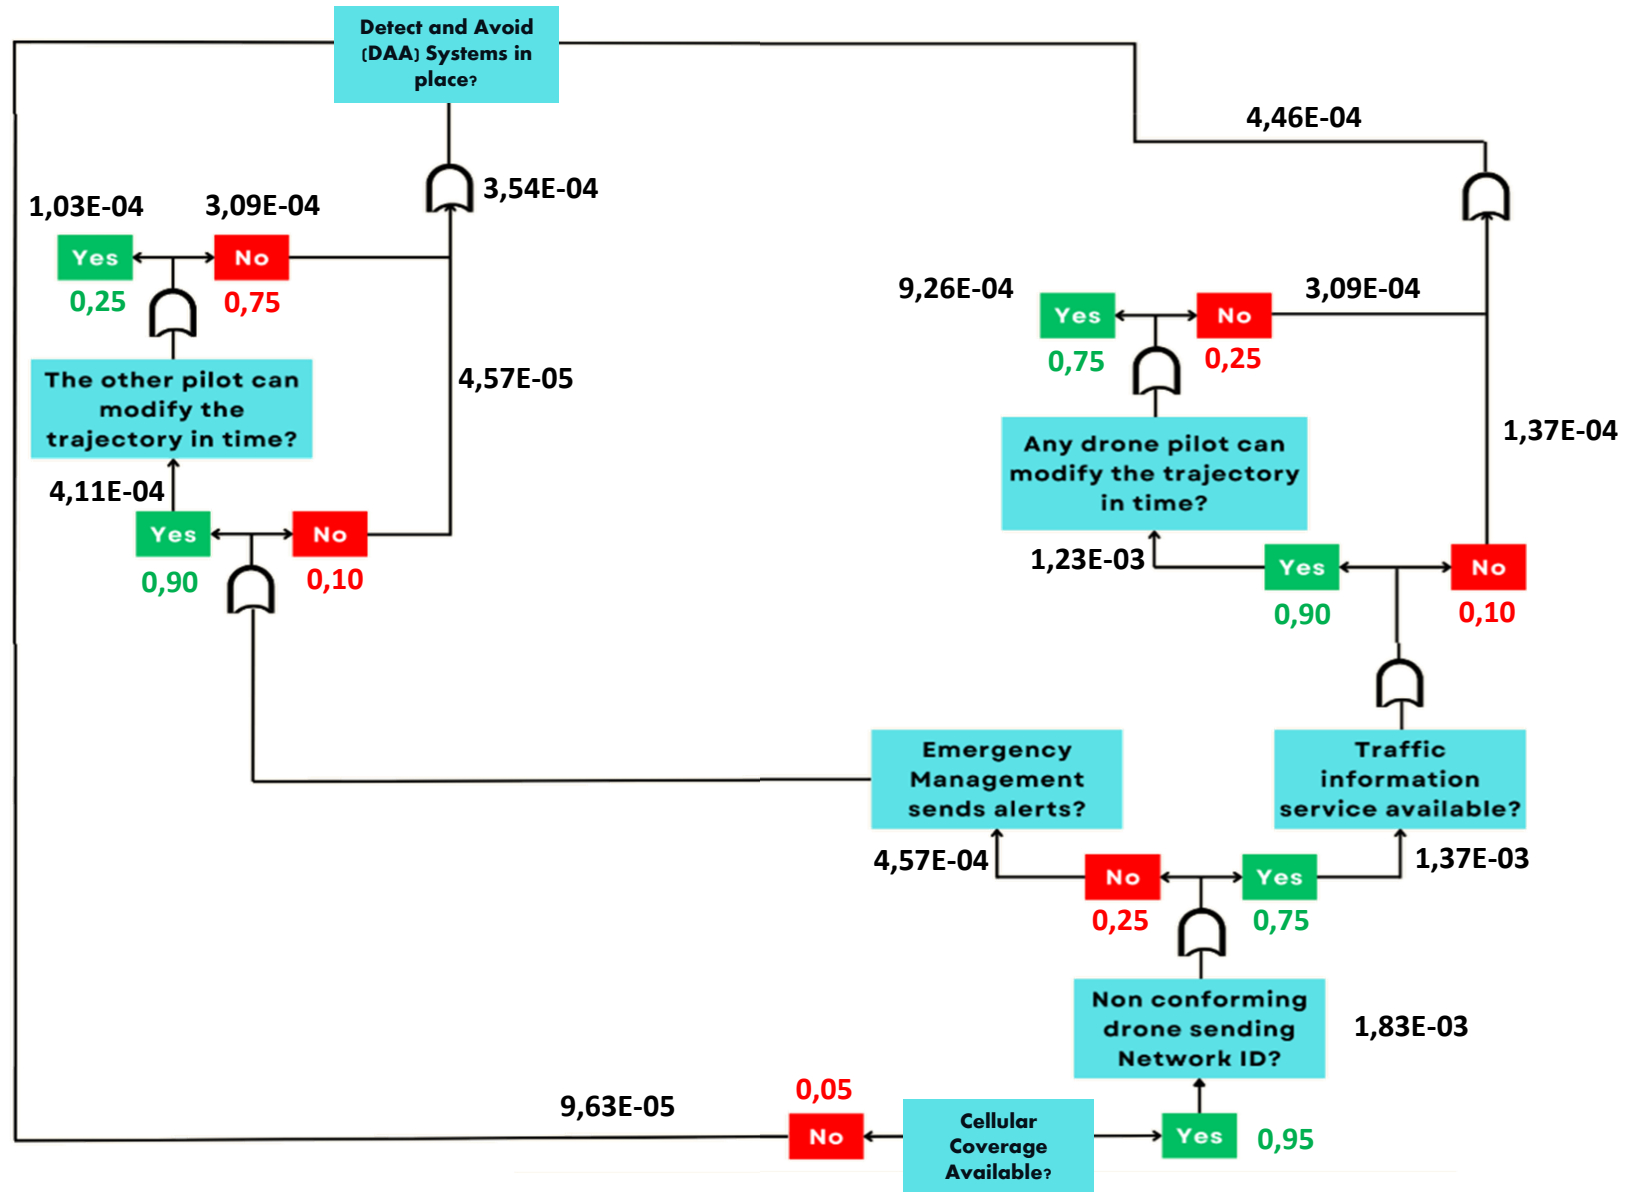 Detect and Avoid
(DAA) Systems in
place?
4,46E-04
3,54E-04
1,03E-04
3,09E-04
Yes
No
0,25
0,75
9,26E-04
3,09E-04
Yes
No
0,75
0,25
The other pilot can
modify the
trajectory in time?
4,57E-05
Any drone pilot can
modify the trajectory
in time?
1,37E-04
4,11E-04
Yes
No
0,90
0,10
1,23E-03
Yes
No
0,90
0,10
Emergency
Management
sends alerts?
Traffic
information
service available?
4,57E-04
No
Yes
1,37E-03
0,25
0,75
Non conforming
drone sending
Network ID?
1,83E-03
9,63E-05
0,05
No
Cellular
Coverage
Available?
Yes
0,95